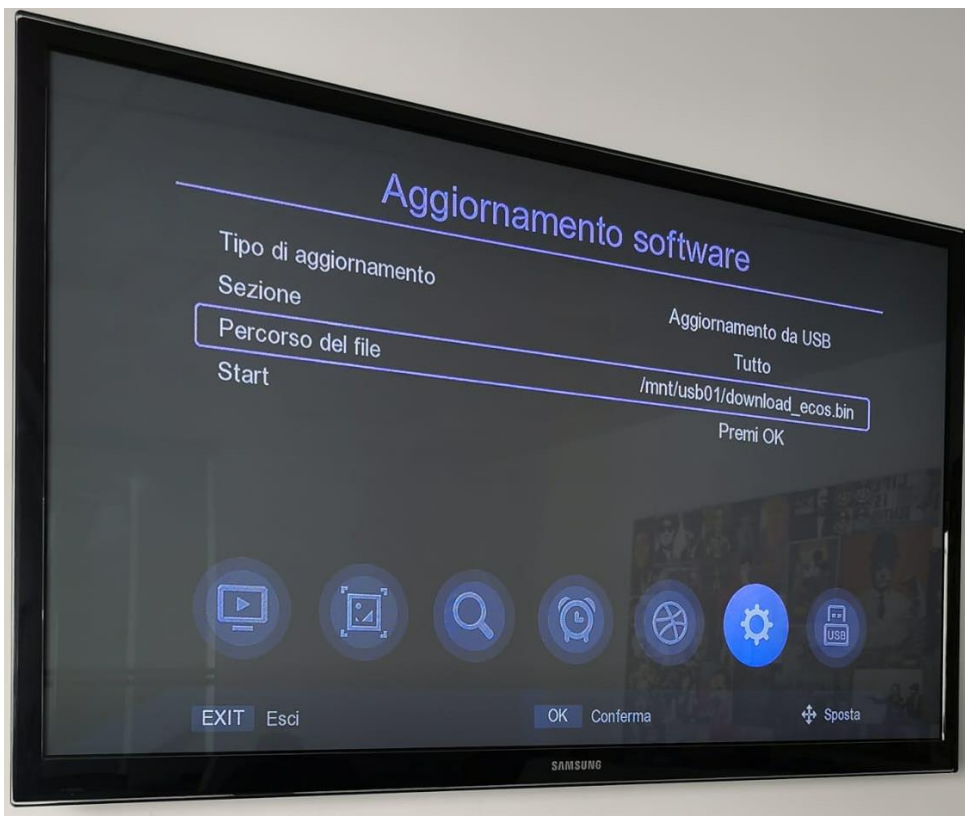 Aggiornamento software
Tipo di aggiornamento Aggiornamento da USB
Sezione Tutto
Percorso del file /mnt/usb01/download_ecos.bin
Start Premi OK
USB
EXIT Esci OK Conferma Sposta
SAMSUNG